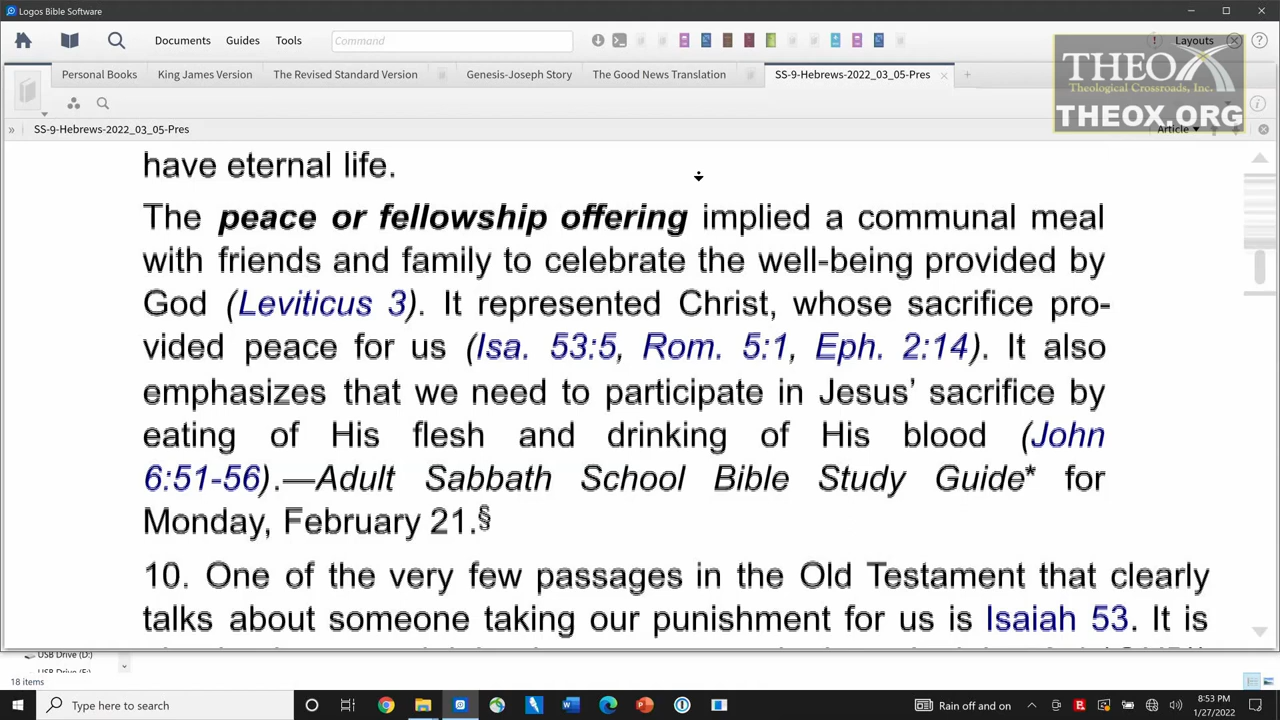 Logos Bible Software
Documents Guides Tools Command Layouts
Personal Books King James Version The Revised Standard Version Genesis-Joseph Story The Good News Translation SS-9-Hebrews-2022_03_05-Pres
THEOX
Theological Crossroads, Inc.
THEOX.ORG
SS-9-Hebrews-2022_03_05-Pres Article
have eternal life.
The peace or fellowship offering implied a communal meal
with friends and family to celebrate the well-being provided by
God (Leviticus 3). It represented Christ, whose sacrifice pro-
vided peace for us (Isa. 53:5, Rom. 5:1, Eph. 2:14). It also
emphasizes that we need to participate in Jesus’ sacrifice by
eating of His flesh and drinking of His blood (John
6:51-56).—Adult Sabbath School Bible Study Guide* for
Monday, February 21.§
10. One of the very few passages in the Old Testament that clearly
talks about someone taking our punishment for us is Isaiah 53. It is
USB Drive (D:)
18 items
Type here to search Rain off and on 8:53 PM
1/27/2022